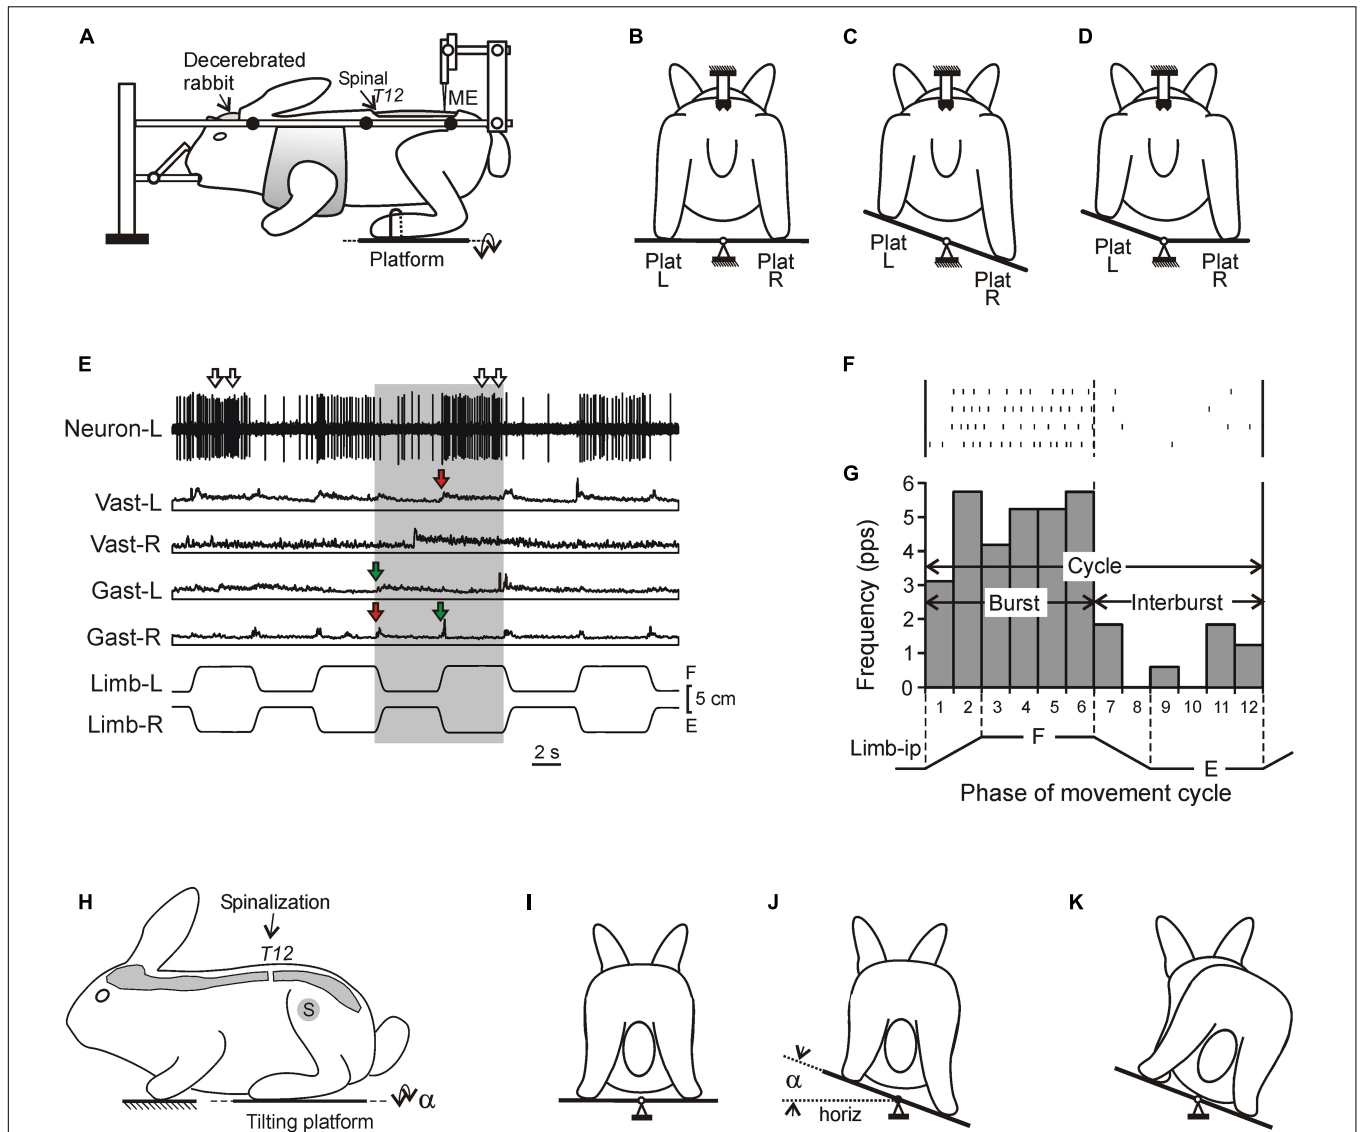 A
Decerebrated
rabbit
Spinal
T12
ME
Platform
B
Plat
L
Plat
R
C
Plat
L
Plat
R
D
Plat
L
Plat
R
E
Neuron-L
Vast-L
Vast-R
Gast-L
Gast-R
Limb-L
Limb-R
F
5 cm
E
2 s
F
G
Frequency (pps)
6
5
4
3
2
1
0
Cycle
Burst
Interburst
1 2 3 4 5 6 7 8 9 10 11 12
Limb-ip
F
E
Phase of movement cycle
H
Spinalization
T12
S
Tilting platform
α
I
J
α
horiz
K